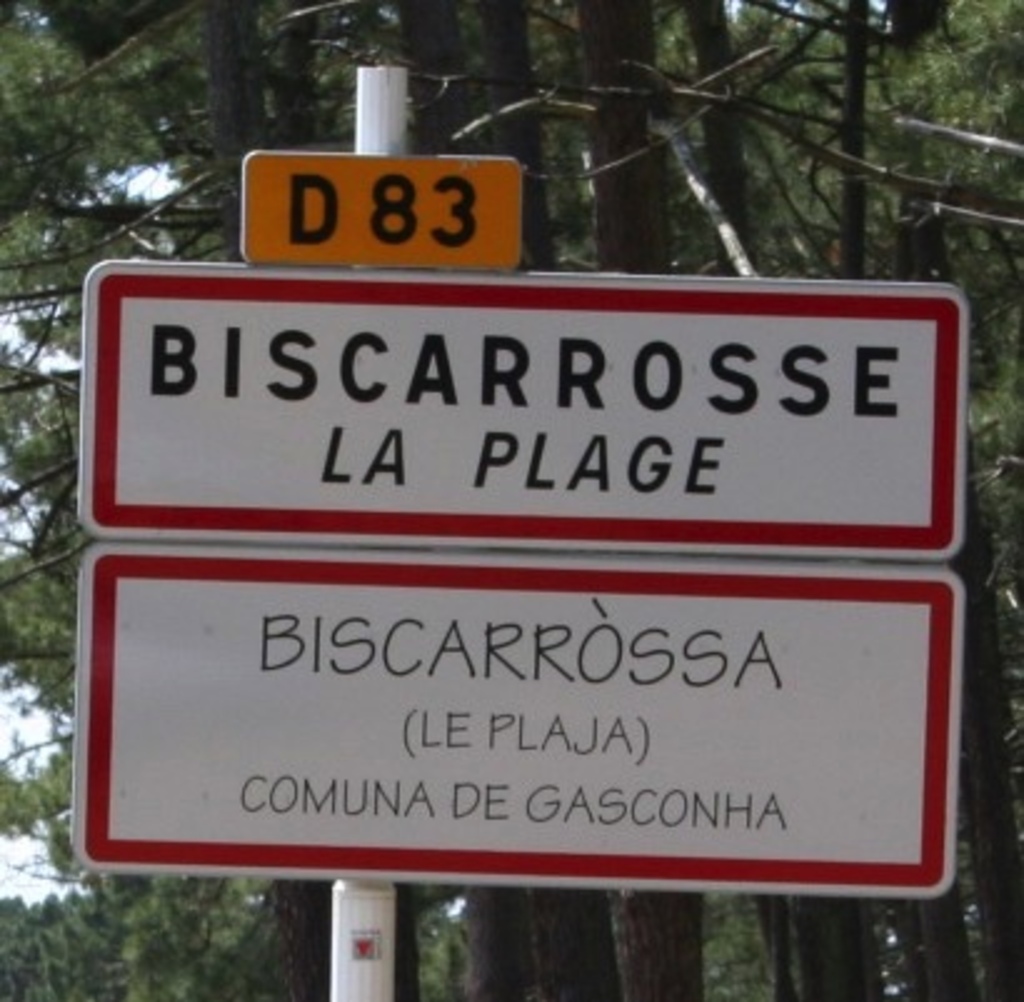 D 83
BISCARROSSE
LA PLAGE
BISCARRÒSSA
(LE PLAJA)
COMUNA DE GASCONHA